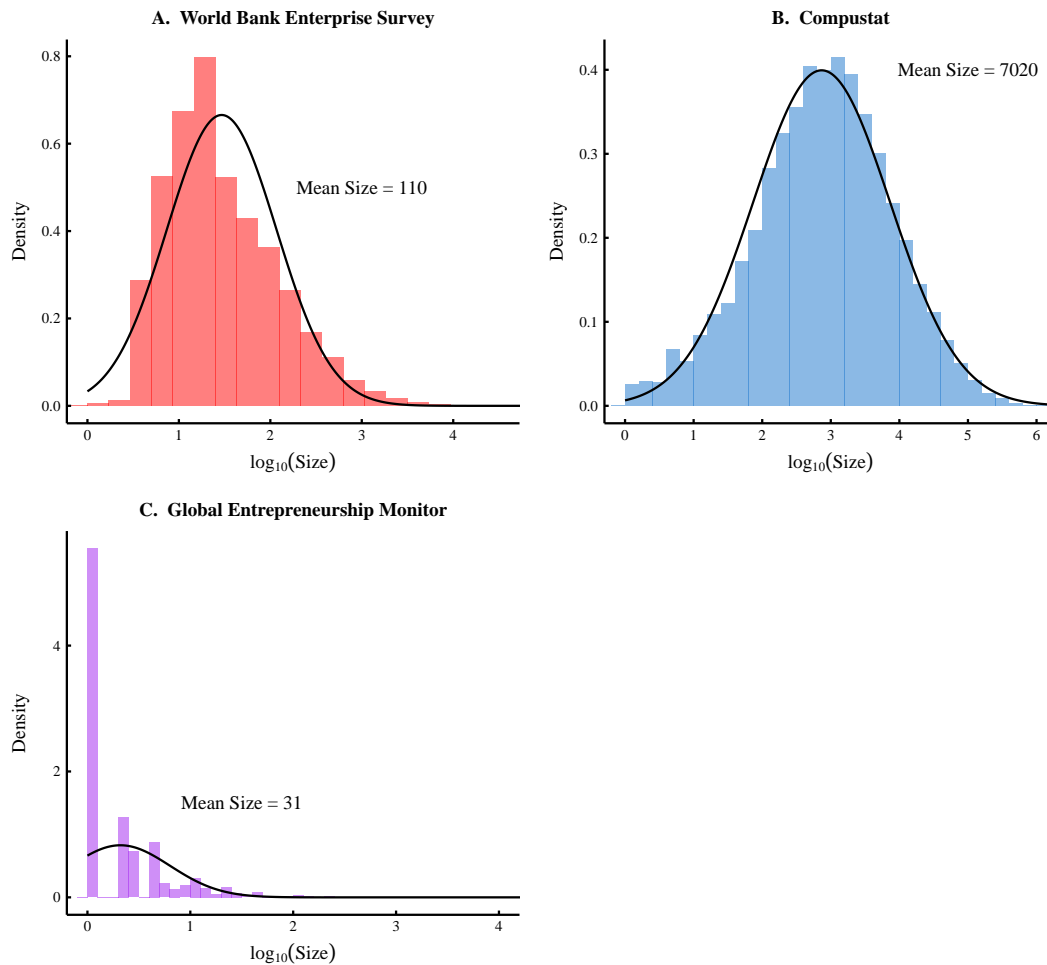 A. World Bank Enterprise Survey
0.8
0.6
0.4
0.2
0.0
Density
Mean Size = 110
0 1 2 3 4
log10(Size)
B. Compustat
0.4
0.3
0.2
0.1
0.0
Density
Mean Size = 7020
0 1 2 3 4 5 6
log10(Size)
C. Global Entrepreneurship Monitor
4
2
0
Density
Mean Size = 31
0 1 2 3 4
log10(Size)